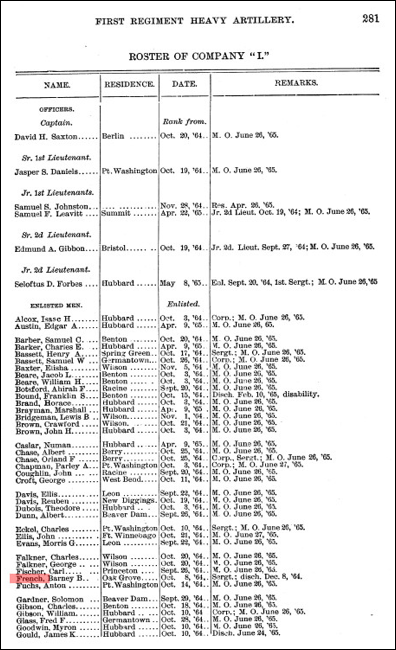 FIRST REGIMENT HEAVY ARTILLERY. 281
ROSTER OF COMPANY "I."
NAME. RESIDENCE. DATE. REMARKS.
OFFICERS.
Captain. Rank from.
David H. Saxton...... Berlin ........ Oct. 20, '64.. M. O. June 26, '65.
Sr. 1st Lieutenant.
Jasper S. Daniels...... Pt. Washington Oct. 19, '64.. M. O. June 26, '65.
Jr. 1st Lieutenants.
Samuel S. Johnston.... .... .......... Nov. 28, '64.. Res. Apr. 26, '65.
Samuel F. Leavitt .... Summit ....... Apr. 22, '65.. Jr. 2d Lieut. Oct. 19, '64; M. O. June 26, '65.
Sr. 2d Lieutenant.
Edmund A. Gibbon.... Bristol...... .. Oct. 19, '64.. Jr. 2d. Lieut. Sept. 27, '64; M. O. June 26, '65.
Jr. 2d Lieutenant.
Seloftus D. Forbes .... Hubbard ...... May 8, '65.. Enl. Sept. 20, '64, 1st. Sergt.; M. O. June 26, '65
ENLISTED MEN. Enlisted.
Alcox, Isaac H........ Hubbard ...... Oct. 3, '64.. Corp.; M. O. June 26, '65.
Austin, Edgar A...... Hubbard ...... Apr. 9, '65.. M. O. June 26, 65.
Barber, Samuel C. ... Benton ....... Oct. 20, '64.. M. O. June 26, '65.
Barker, Charles E. ... Hubbard ...... Apr. 9, '65.. M. O. June 26, '65.
Bassett, Henry A.... Spring Green.. Oct. 17, '64.. Sergt.; M. O. June 26, '65.
Bassett, Samuel W ... Germantown.. Oct. 26, '64.. Corp.; M. O. June 26, '65.
Baxter, Elisha ....... Wilson ....... Nov. 5, '64.. M. O. June 26, '65.
Beare, Jacob L....... Benton ....... Oct. 3, '64.. M. O. June 26, '65.
Beare, William H.... Benton ....... Oct. 3, '64.. M. O. June 26, '65.
Botsford, Abirah F... Racine ....... Sept. 20, '64.. M. O. June 26, '65.
Bound, Franklin S.... Benton ....... Oct. 15, '64.. Disch. Feb. 10, '65, disability.
Brand, Horace....... Hubbard ...... Oct. 3, '64.. M. O. June 26, '65.
Brayman, Marshall .. Hubbard ...... Apr. 9, '65.. M. O. June 26, '65.
Bridgeman, Lewis B .. Wilson....... Nov. 1, '64.. M. O. June 26, '65.
Brown, Crawford .... Wilson....... Oct. 21, '64.. M. O. June 26, '65.
Brown, John H...... Hubbard ...... Oct. 3, '64.. M. O. June 26, '65.
Caslar, Numan...... Hubbard ...... Apr. 9, '65.. M. O. June 26, '65.
Chase, Albert ...... Berry........ Oct. 25, '64.. M. O. June 26, '65.
Chase, Orland F .... Berry........ Oct. 25, '64.. Corp., Sergt.; M. O. June 26, '65.
Chapman, Parley A... Pt. Washington Oct. 3, '64.. Corp.; M. O. June 27, '65.
Coughlin, John ..... Racine ....... Sept. 20, '64.. M. O. June 26, '65.
Croft, George ...... West Bend.... Oct. 11, '64.. M. O. June 26, '65.
Davis, Ellis......... Leon ........ Sept. 22, '64.. M. O. June 26, '65.
Davis, Reuben ...... New Diggings. Oct. 19, '64.. M. O. June 26, '65.
Dubois, Theodore ... Hubbard .. .. Oct. 3, '64.. M. O. June 26, '65.
Dunn, Albert....... Beaver Dam... Sept. 26, '64.. M. O. June 26, '65.
Eckel, Charles ...... Pt. Washington Oct. 10, '64.. Sergt.; M. O. June 26, '65.
Ellis, John ......... Ft. Winnebago Oct. 21, '64.. M. O. June 27, '65.
Evans, Morris G..... Leon ........ Sept. 22, '64.. M. O. June 26, '65.
Falkner, Charles.... Wilson ....... Oct. 20, '64.. M. O. June 26, '65.
Falkner, George .... Wilson ....... Oct. 20, '64.. M. O. June 26, '65.
Fischer, Carl....... Princeton .... Sept. 26, '64.. M. O. June 26, '65.
French, Barney B.. Oak Grove..... Oct. 8, '64.. Sergt.; disch. Dec. 8, '64.
Fuchs, Anton ...... Pt. Washington Oct. 14, '64.. M. O. June 26, '65.
Gardner, Solomon ... Beaver Dam... Sept. 29, '64.. M. O. June 26, '65.
Gibson, Charles..... Benton ....... Oct. 18, '64.. M. O. June 26, '65.
Gibson, William..... Hubbard ...... Oct. 10, '64 Corp.; M. O. June 26, '65.
Glass, Fred F....... Germantown .. Oct. 28, '64.. M. O. June 26, '65.
Goodwin, Myron .... Hubbard ...... Oct. 10, '64.. M. O. June 26, '65.
Gould, James K..... Hubbard ...... Oct. 10, '64.. Disch. June 24, '65.